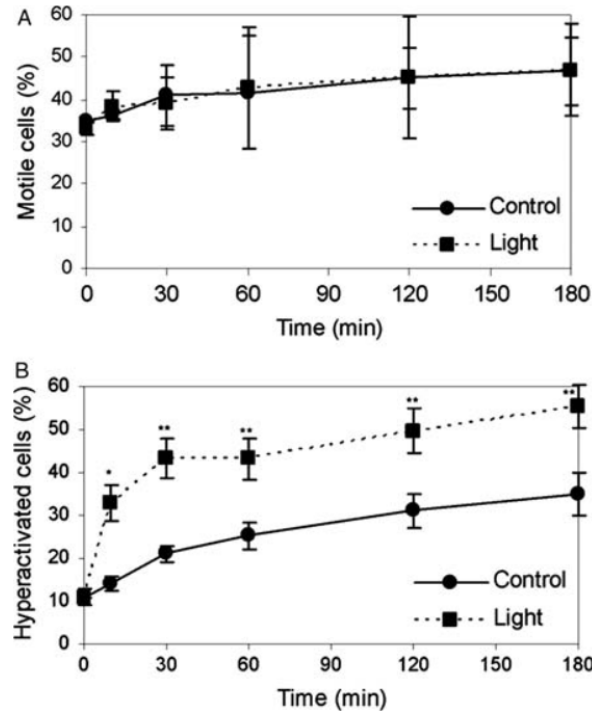 A
60
50
40
30
20
10
0
Motile cells (%)
Control
Light
0 30 60 90 120 150 180
Time (min)
B
60
50
40
30
20
10
0
Hyperactivated cells (%)
* ** ** ** **
Control
Light
0 30 60 90 120 150 180
Time (min)